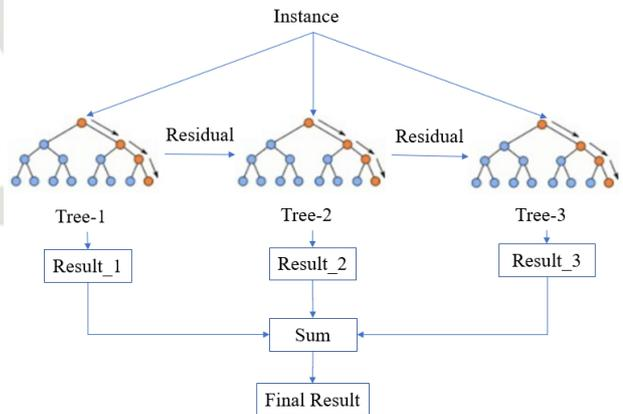 Instance
Residual
Residual
Tree-1
Tree-2
Tree-3
Result_1
Result_2
Result_3
Sum
Final Result